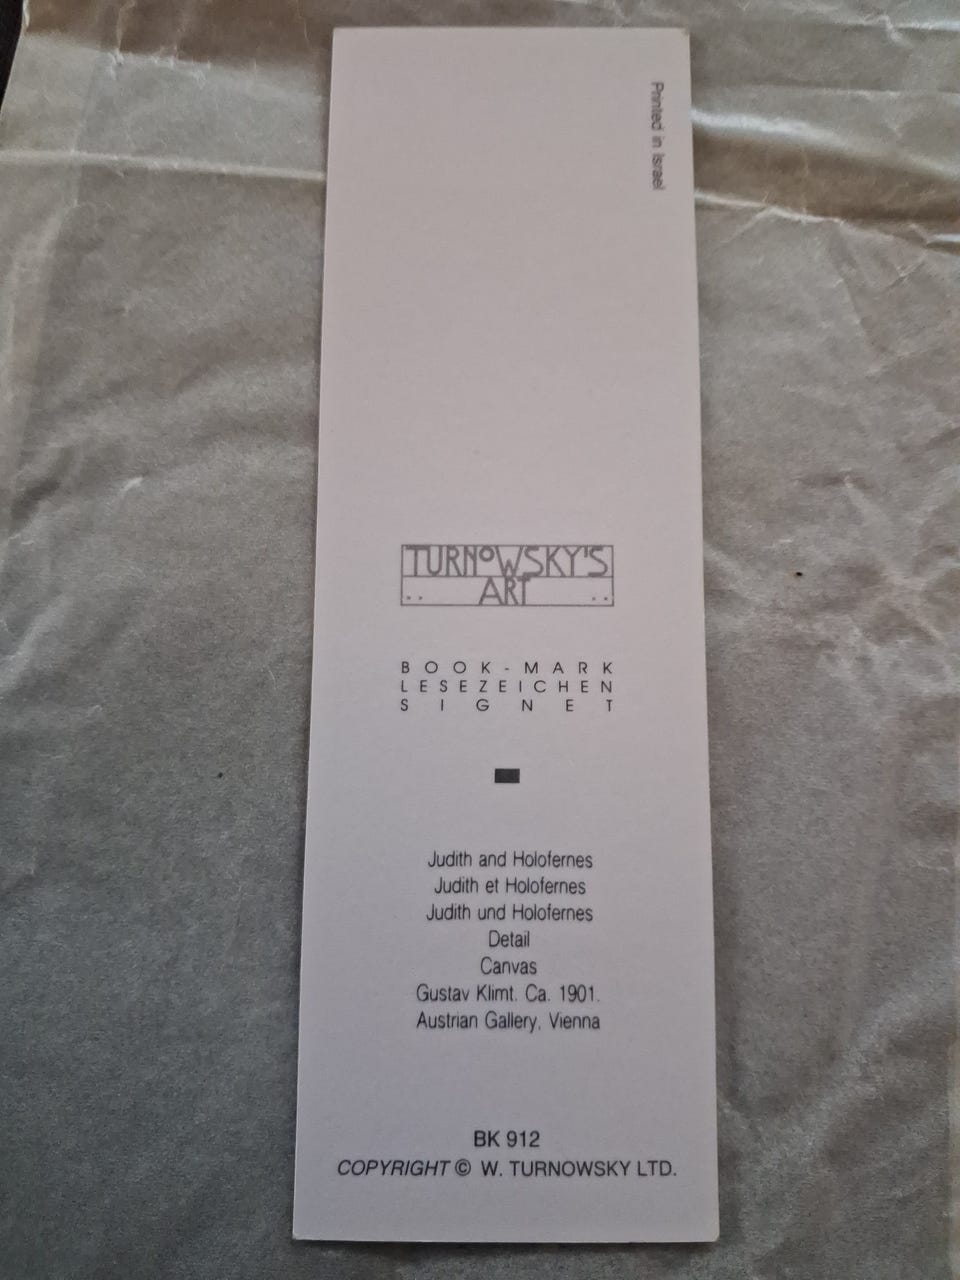 Printed in Israel
TURNOWSKY'S
ART
BOOK-MARK
LESEZEICHEN
SIGNET
Judith and Holofernes
Judith et Holofernes
Judith und Holofernes
Detail
Canvas
Gustav Klimt. Ca. 1901.
Austrian Gallery, Vienna
BK 912
COPYRIGHT © W. TURNOWSKY LTD.